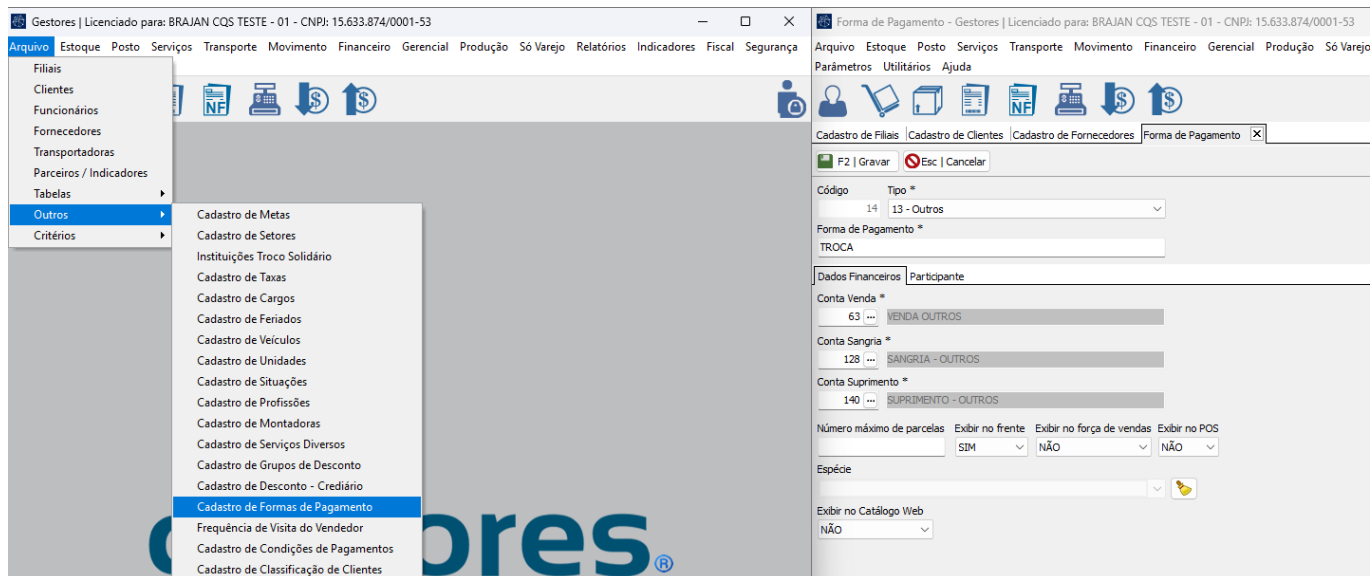 Gestores | Licenciado para: BRAJAN CQS TESTE - 01 - CNPJ: 15.633.874/0001-53
Arquivo Estoque Posto Serviços Transporte Movimento Financeiro Gerencial Produção Só Varejo Relatórios Indicadores Fiscal Segurança
Filiais
Clientes
Funcionários
Fornecedores
Transportadoras
Parceiros / Indicadores
Tabelas
Outros
Critérios
NF
Cadastro de Metas
Cadastro de Setores
Instituições Troco Solidário
Cadastro de Taxas
Cadastro de Cargos
Cadastro de Feriados
Cadastro de Veículos
Cadastro de Unidades
Cadastro de Situações
Cadastro de Profissões
Cadastro de Montadoras
Cadastro de Serviços Diversos
Cadastro de Grupos de Desconto
Cadastro de Desconto - Crediário
Cadastro de Formas de Pagamento
Frequência de Visita do Vendedor
Cadastro de Condições de Pagamentos
Cadastro de Classificação de Clientes
ores®
Forma de Pagamento - Gestores | Licenciado para: BRAJAN CQS TESTE - 01 - CNPJ: 15.633.874/0001-53
Arquivo Estoque Posto Serviços Transporte Movimento Financeiro Gerencial Produção Só Varejo
Parâmetros Utilitários Ajuda
NF
Cadastro de Filiais Cadastro de Clientes Cadastro de Fornecedores Forma de Pagamento X
F2 | Gravar Esc | Cancelar
Código Tipo *
14 13 - Outros
Forma de Pagamento *
TROCA
Dados Financeiros Participante
Conta Venda *
63 ... VENDA OUTROS
Conta Sangria *
128 ... SANGRIA - OUTROS
Conta Suprimento *
140 ... SUPRIMENTO - OUTROS
Número máximo de parcelas Exibir no frente Exibir no força de vendas Exibir no POS
SIM NÃO NÃO
Espécie
Exibir no Catálogo Web
NÃO